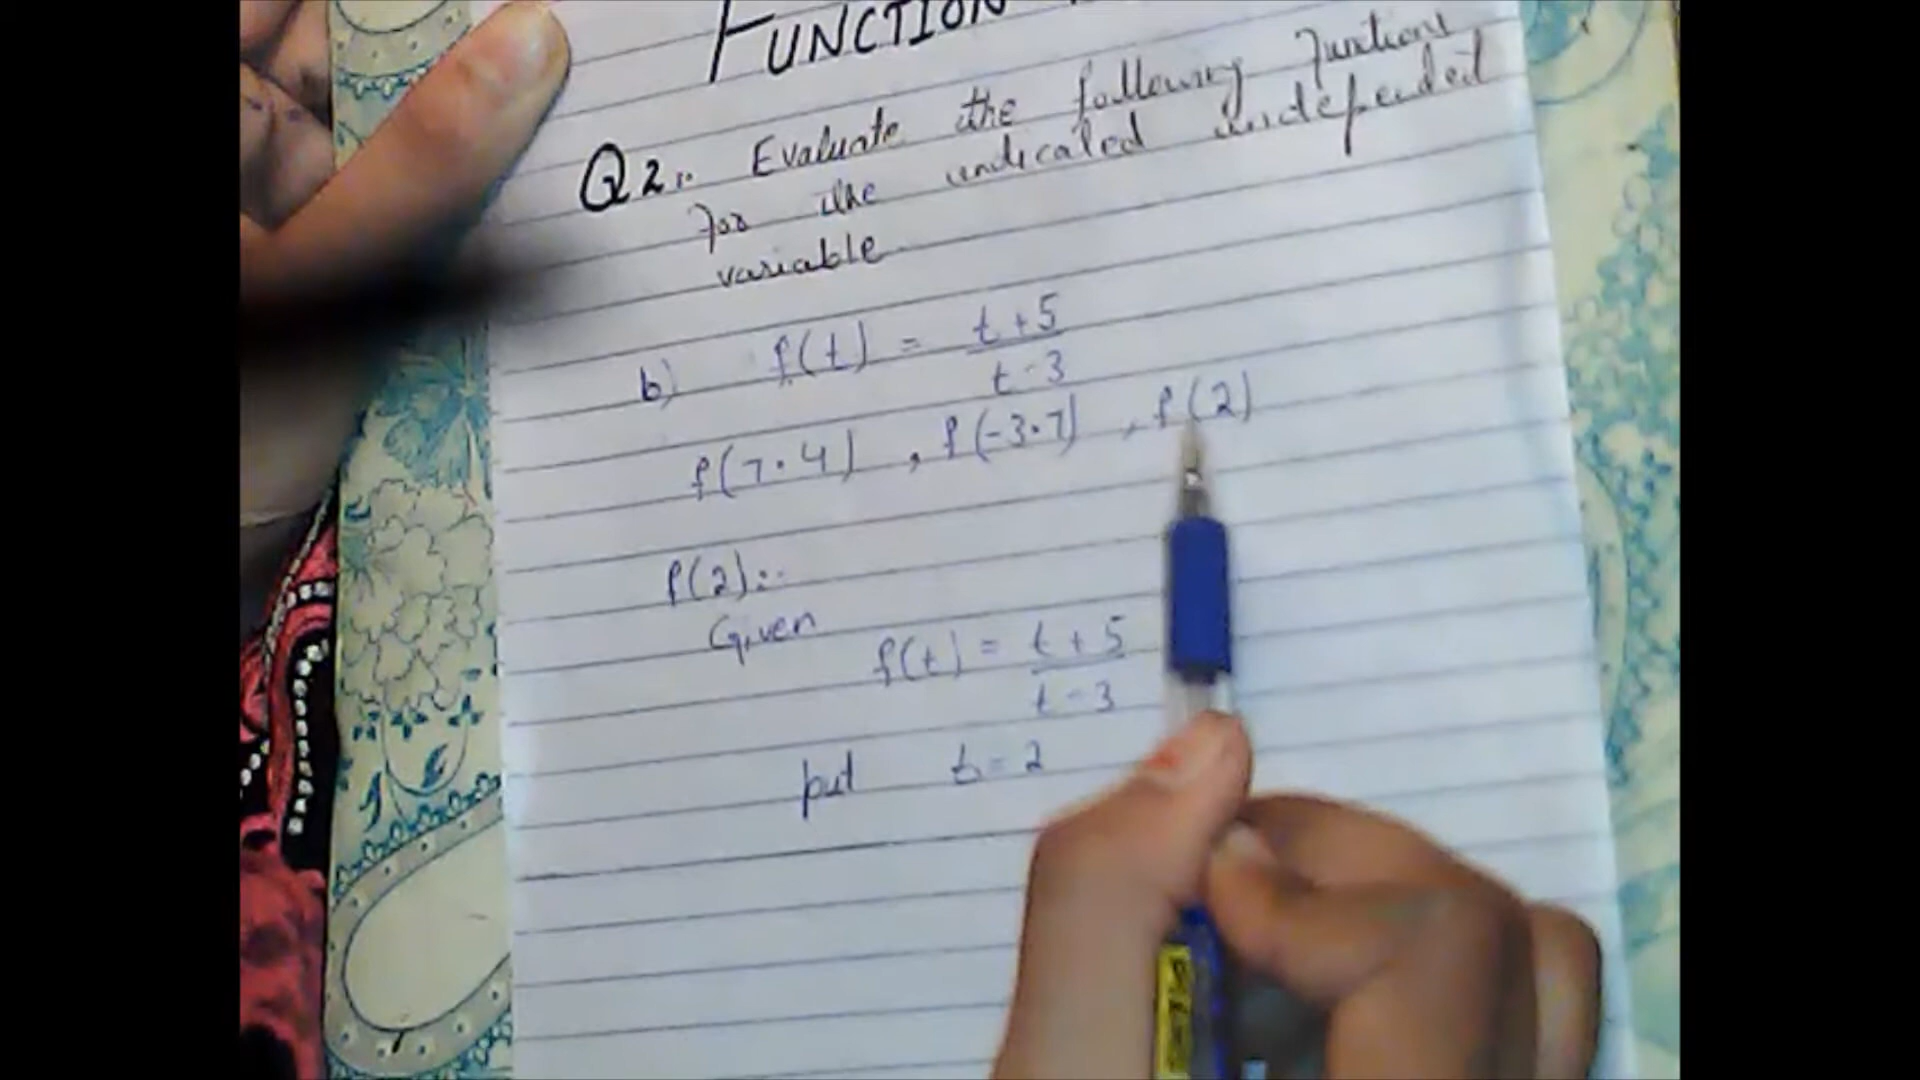 FUNCTION
Q2:. Evaluate the following functions
for the indicated independent
variable
b) f(t) = t+5
t-3
f(7.4) , f(-3.7) , f(2)
f(2):-
Given
f(t) = t+5
t-3
put t=2